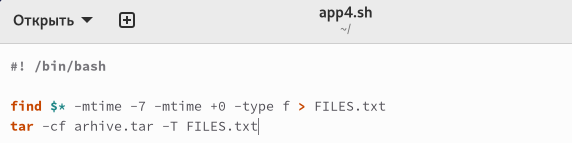 Открыть
app4.sh
~/
#! /bin/bash
find $* -mtime -7 -mtime +0 -type f > FILES.txt
tar -cf arhive.tar -T FILES.txt